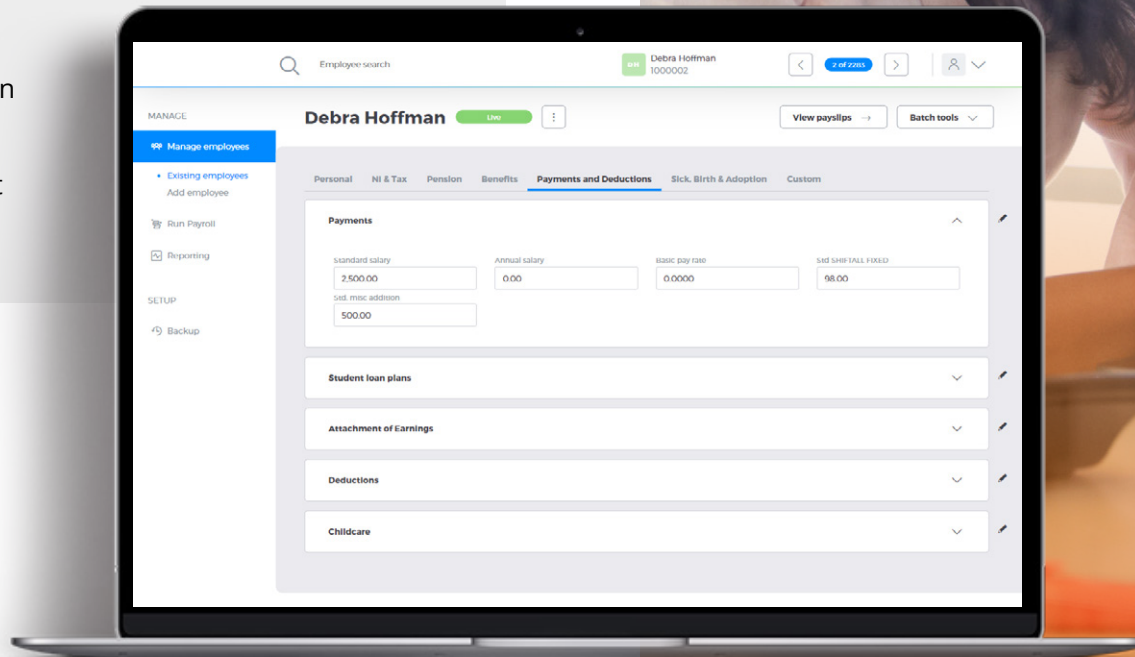 n
t
Employee search
DH
Debra Hoffman
1000002
2 of 2285
MANAGE
Debra Hoffman
Live
View payslips
Batch tools
Manage employees
Existing employees
Add employee
Run Payroll
Reporting
SETUP
Backup
Personal NI & Tax Pension Benefits Payments and Deductions Sick, Birth & Adoption Custom
Payments
Standard salary Annual salary Basic pay rate Std SHIFTALL FIXED
2,500.00 0.00 0.0000 98.00
Std. misc addition
500.00
Student loan plans
Attachment of Earnings
Deductions
Childcare